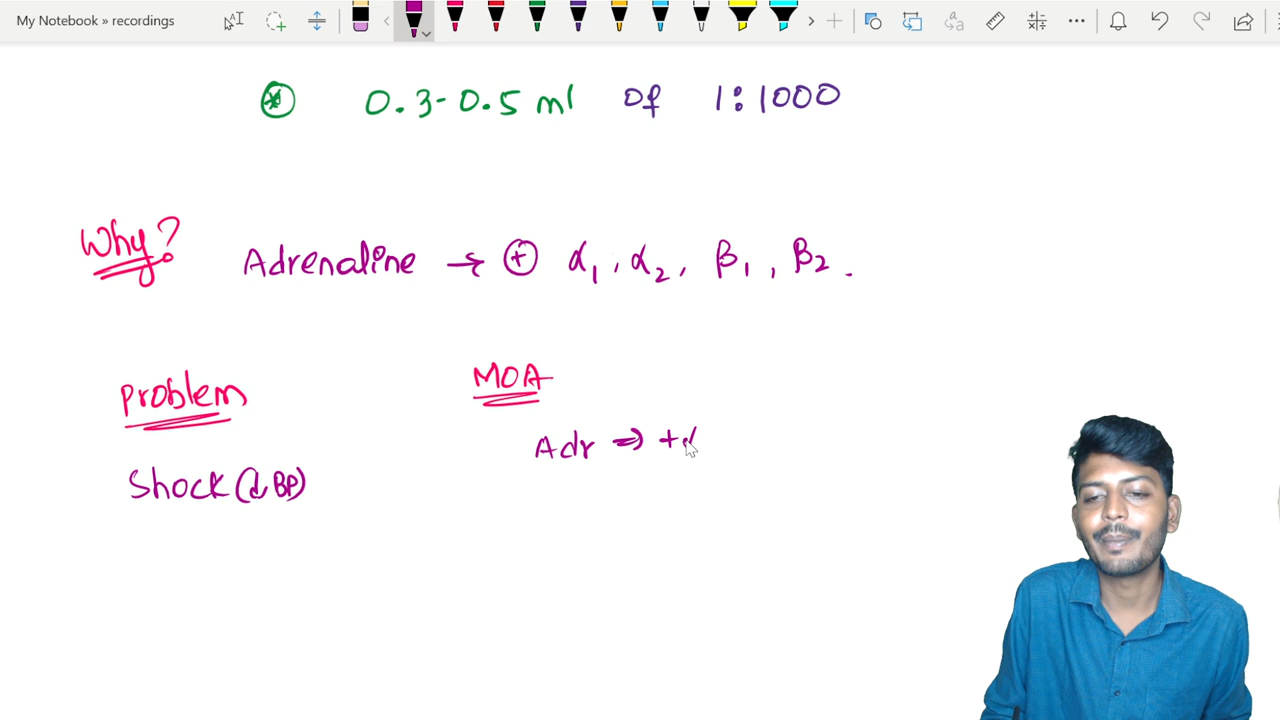 My Notebook » recordings
⊛ 0.3-0.5 ml of 1:1000
Why? Adrenaline → ⊕ α₁, α₂, β₁, β₂.
Problem
MOA
Adr ⇒ +α
Shock (↓ BP)